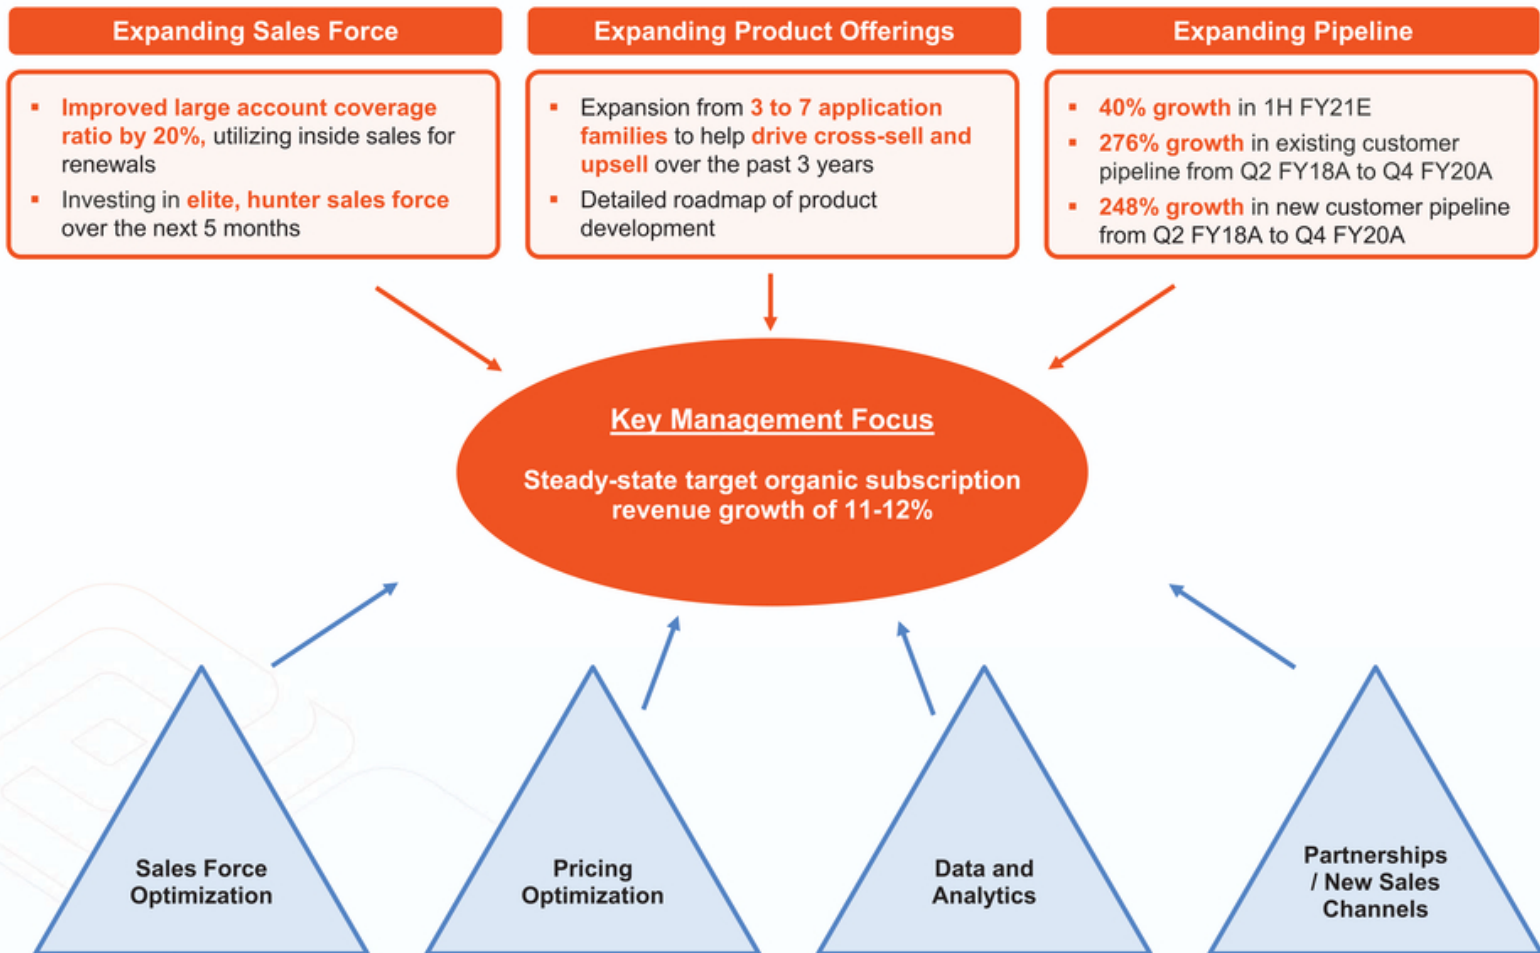 Expanding Sales Force
Improved large account coverage
ratio by 20%, utilizing inside sales for
renewals
Investing in elite, hunter sales force
over the next 5 months
Expanding Product Offerings
Expansion from 3 to 7 application
families to help drive cross-sell and
upsell over the past 3 years
Detailed roadmap of product
development
Expanding Pipeline
40% growth in 1H FY21E
276% growth in existing customer
pipeline from Q2 FY18A to Q4 FY20A
248% growth in new customer pipeline
from Q2 FY18A to Q4 FY20A
Key Management Focus
Steady-state target organic subscription
revenue growth of 11-12%
Sales Force
Optimization
Pricing
Optimization
Data and
Analytics
Partnerships
/ New Sales
Channels